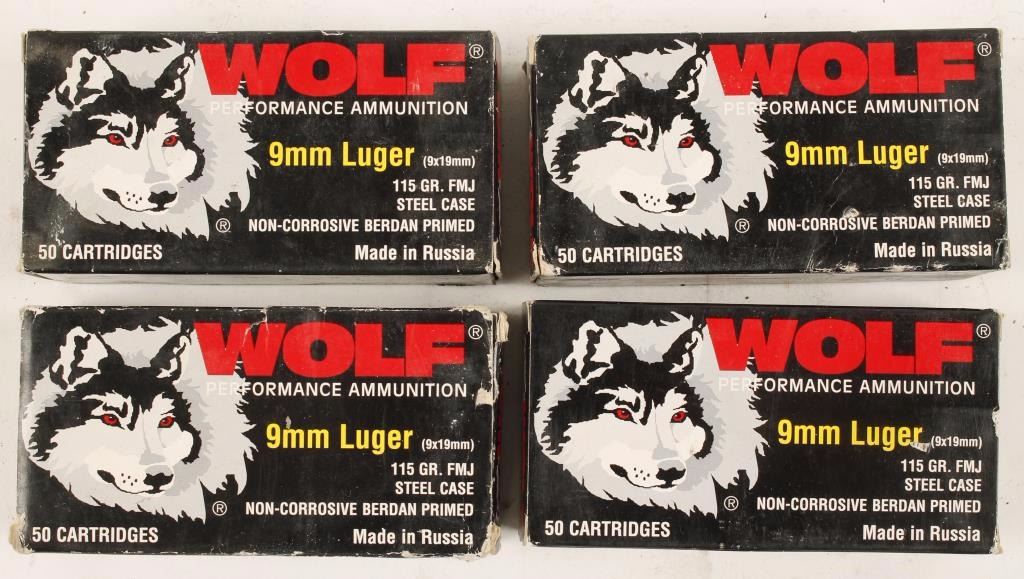 WOLF®
PERFORMANCE AMMUNITION
9mm Luger (9x19mm)
115 GR. FMJ
STEEL CASE
® NON-CORROSIVE BERDAN PRIMED
50 CARTRIDGES Made in Russia
WOLF®
PERFORMANCE AMMUNITION
9mm Luger (9x19mm)
115 GR. FMJ
STEEL CASE
® NON-CORROSIVE BERDAN PRIMED
50 CARTRIDGES Made in Russia
WOLF®
PERFORMANCE AMMUNITION
9mm Luger (9x19mm)
115 GR. FMJ
STEEL CASE
® NON-CORROSIVE BERDAN PRIMED
50 CARTRIDGES Made in Russia
WOLF®
PERFORMANCE AMMUNITION
9mm Luger (9x19mm)
115 GR. FMJ
STEEL CASE
® NON-CORROSIVE BERDAN PRIMED
50 CARTRIDGES Made in Russia